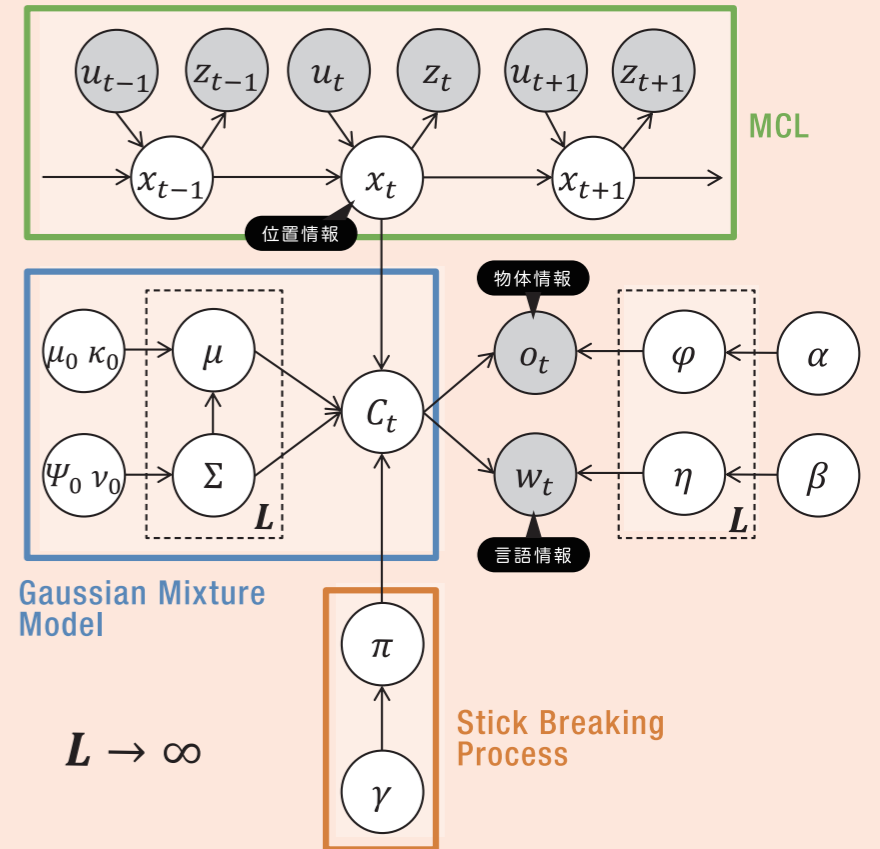 u_{t−1} z_{t−1} u_t z_t u_{t+1} z_{t+1}
MCL
x_{t−1} x_t x_{t+1}
位置情報
物体情報
μ_0 κ_0 μ C_t o_t φ α
Ψ_0 ν_0 Σ w_t η β
L L
言語情報
Gaussian Mixture
Model
π
Stick Breaking
Process
L → ∞
γ